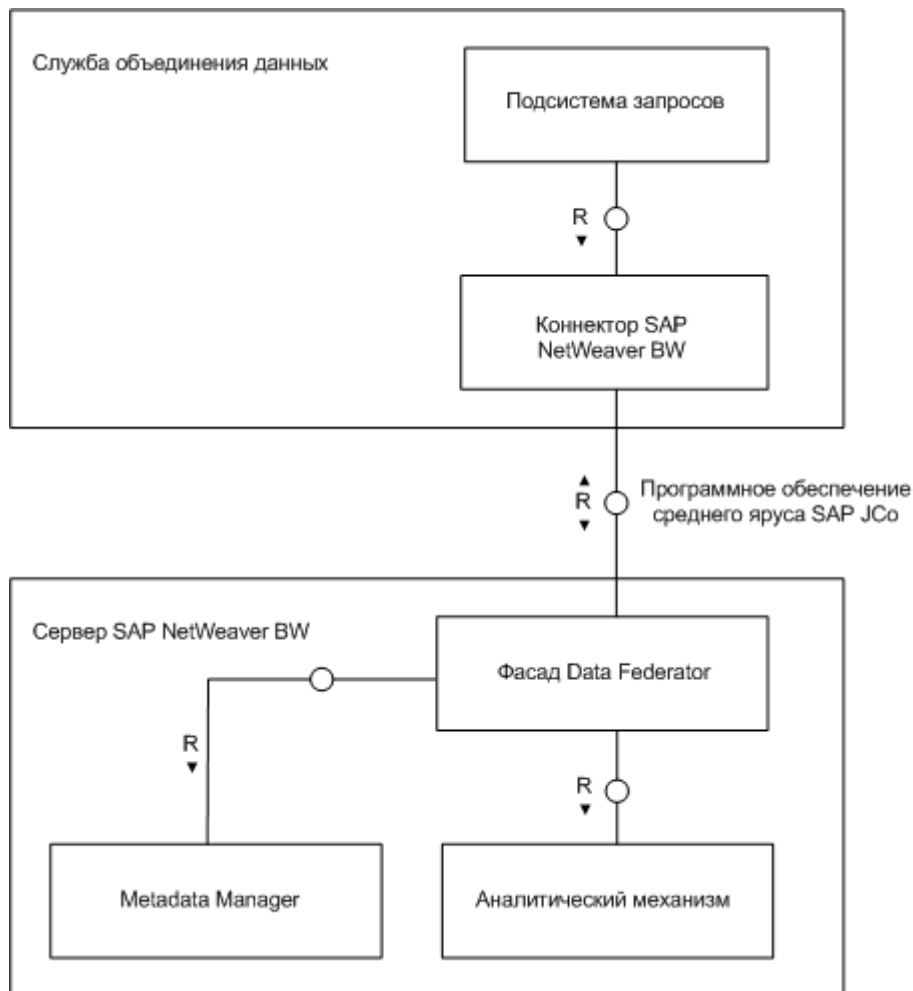 Служба объединения данных
Подсистема запросов
R
Коннектор SAP
NetWeaver BW
R
Программное обеспечение
среднего яруса SAP JCo
Сервер SAP NetWeaver BW
Фасад Data Federator
R
R
Metadata Manager
Аналитический механизм